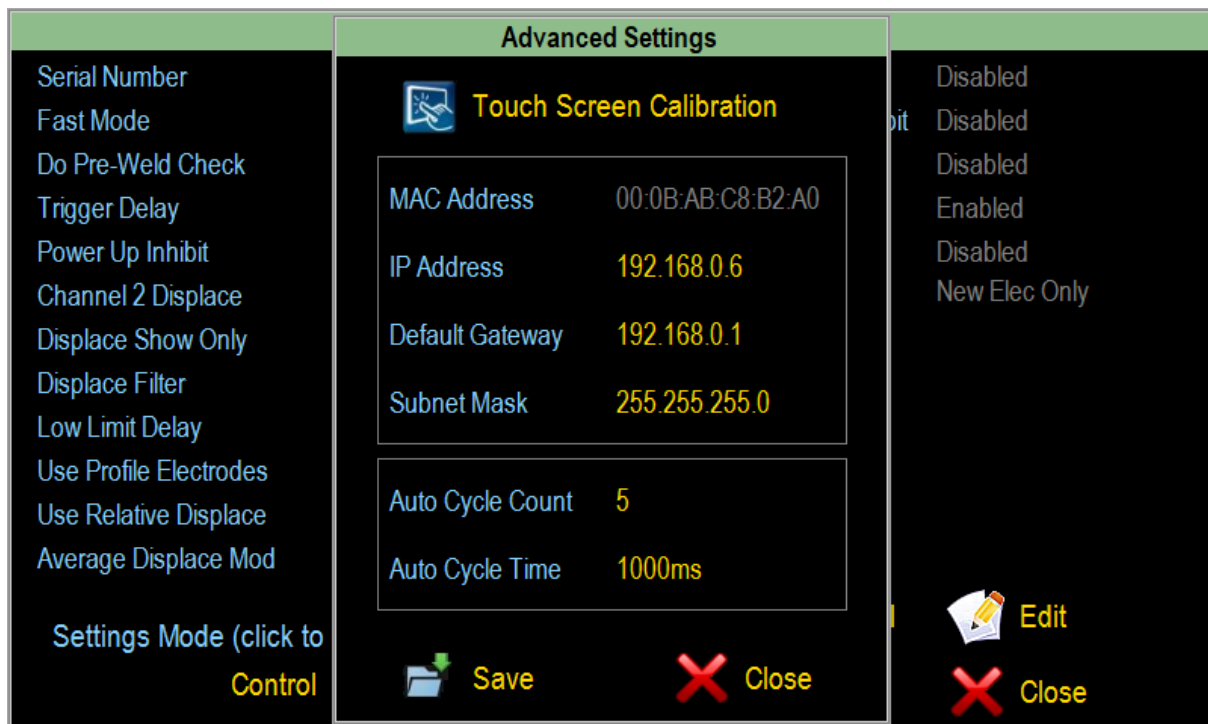 Advanced Settings
Touch Screen Calibration
MAC Address 00:0B:AB:C8:B2:A0
IP Address 192.168.0.6
Default Gateway 192.168.0.1
Subnet Mask 255.255.255.0
Auto Cycle Count 5
Auto Cycle Time 1000ms
Save
Close
Serial Number
Fast Mode
Do Pre-Weld Check
Trigger Delay
Power Up Inhibit
Channel 2 Displace
Displace Show Only
Displace Filter
Low Limit Delay
Use Profile Electrodes
Use Relative Displace
Average Displace Mod
Settings Mode (click to
Control
Disabled
Disabled
Disabled
Enabled
Disabled
New Elec Only
Edit
Close